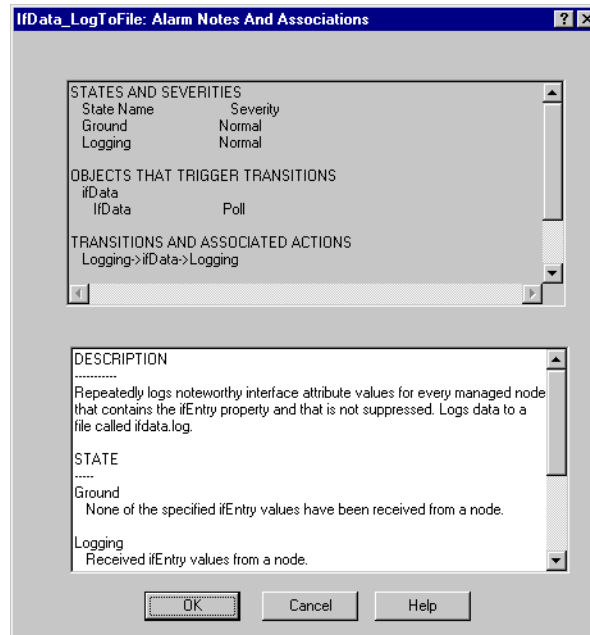 IfData_LogToFile: Alarm Notes And Associations
STATES AND SEVERITIES
State Name Severity
Ground Normal
Logging Normal
OBJECTS THAT TRIGGER TRANSITIONS
ifData
IfData Poll
TRANSITIONS AND ASSOCIATED ACTIONS
Logging->ifData->Logging
DESCRIPTION
-----------
Repeatedly logs noteworthy interface attribute values for every managed node
that contains the ifEntry property and that is not suppressed. Logs data to a
file called ifdata.log.
STATE
-----
Ground
None of the specified ifEntry values have been received from a node.
Logging
Received ifEntry values from a node.
OK Cancel Help